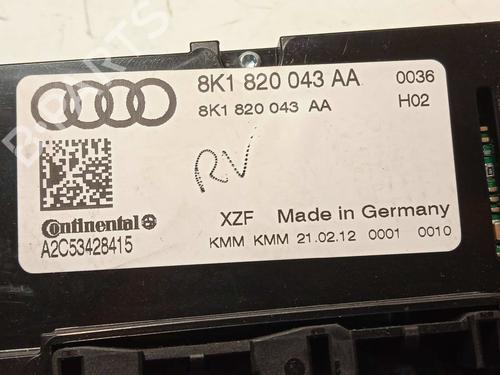 8K1 820 043 AA 0036
8K1 820 043 AA H02
RV
Continental
XZF Made in Germany
A2C53428415
KMM KMM 21.02.12 0001 0010